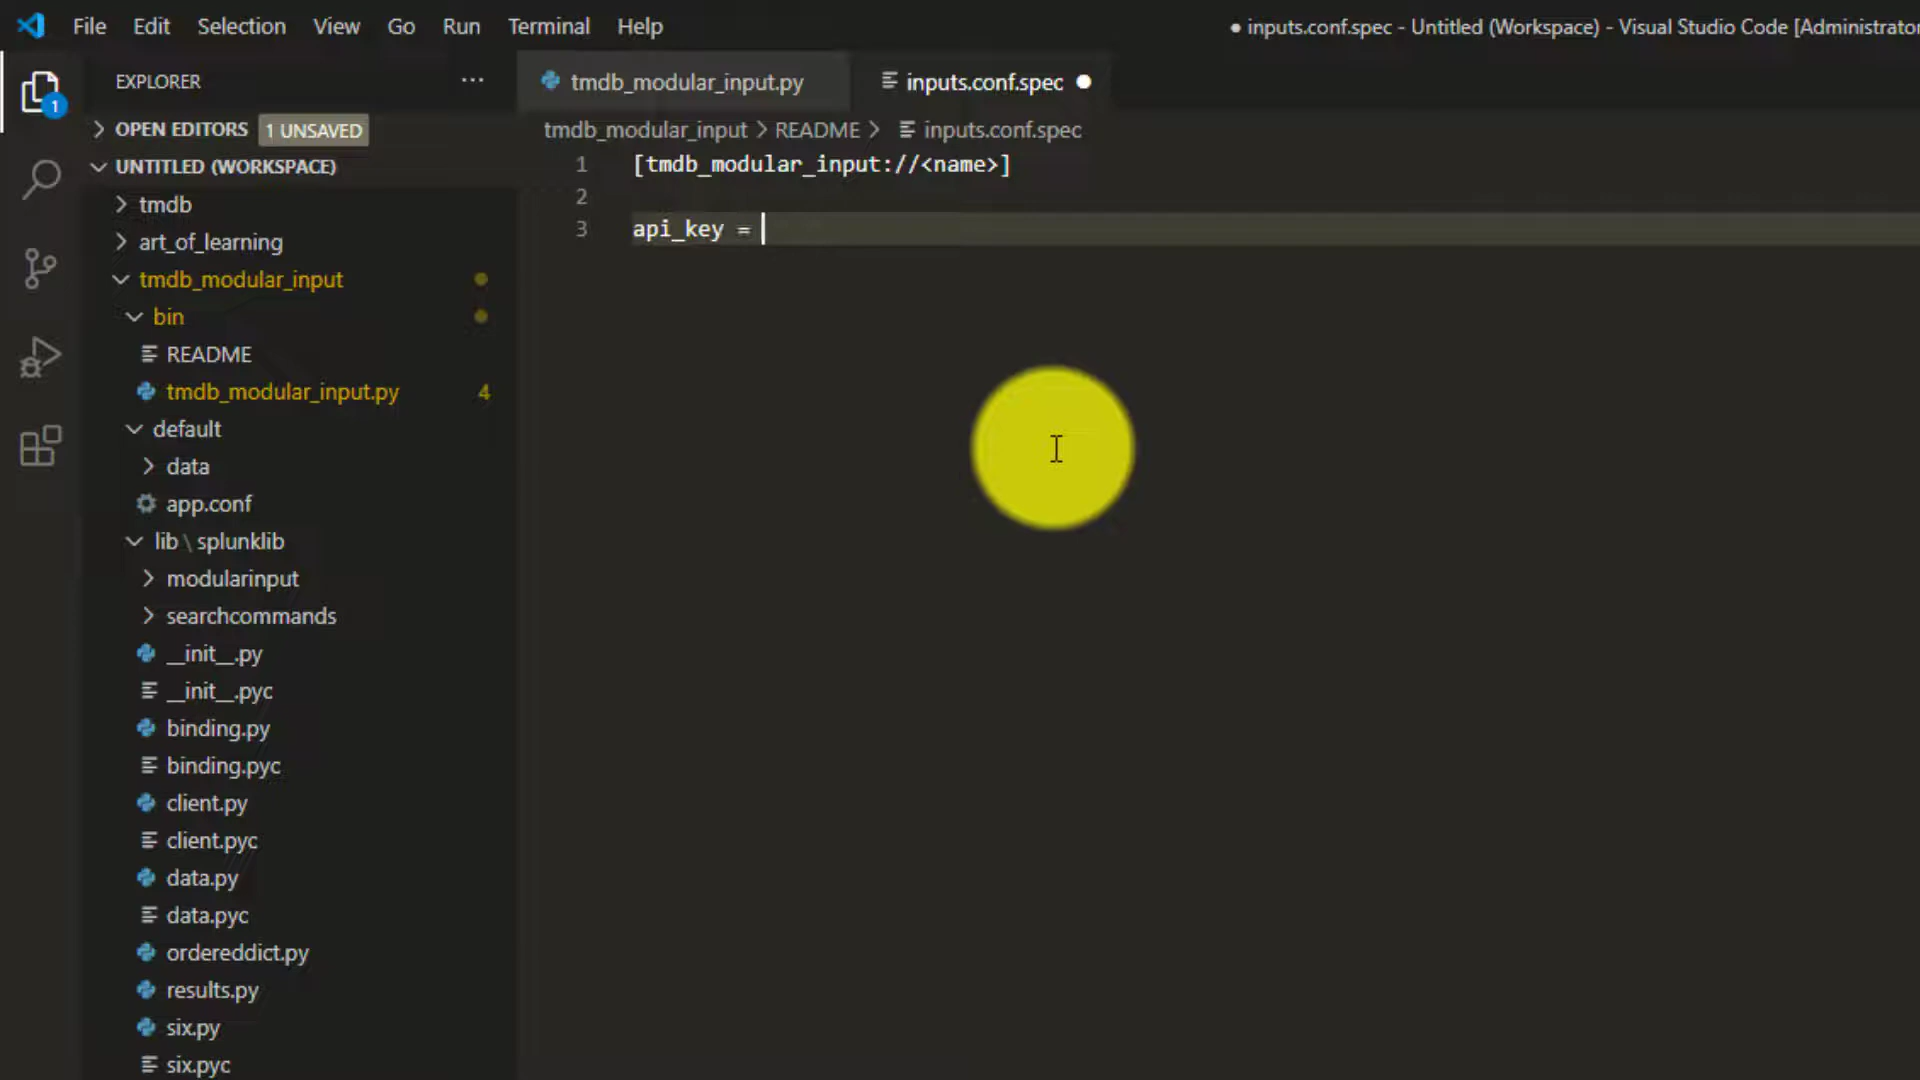 File Edit Selection View Go Run Terminal Help
● inputs.conf.spec - Untitled (Workspace) - Visual Studio Code [Administrator
EXPLORER ···
1
OPEN EDITORS 1 UNSAVED
UNTITLED (WORKSPACE)
tmdb
art_of_learning
tmdb_modular_input
bin
README
tmdb_modular_input.py 4
default
data
app.conf
lib \ splunklib
modularinput
searchcommands
__init__.py
__init__.pyc
binding.py
binding.pyc
client.py
client.pyc
data.py
data.pyc
ordereddict.py
results.py
six.py
six.pyc
tmdb_modular_input.py inputs.conf.spec ●
tmdb_modular_input > README > inputs.conf.spec
1 [tmdb_modular_input://<name>]
2
3 api_key =